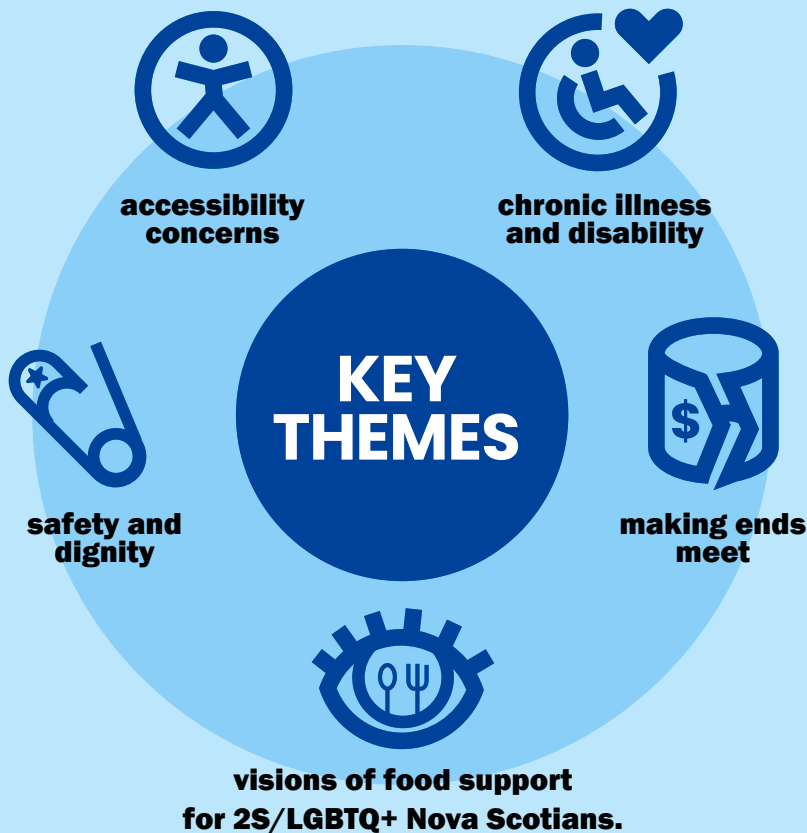 accessibility
concerns
chronic illness
and disability
KEY
THEMES
safety and
dignity
$
making ends
meet
visions of food support
for 2S/LGBTQ+ Nova Scotians.